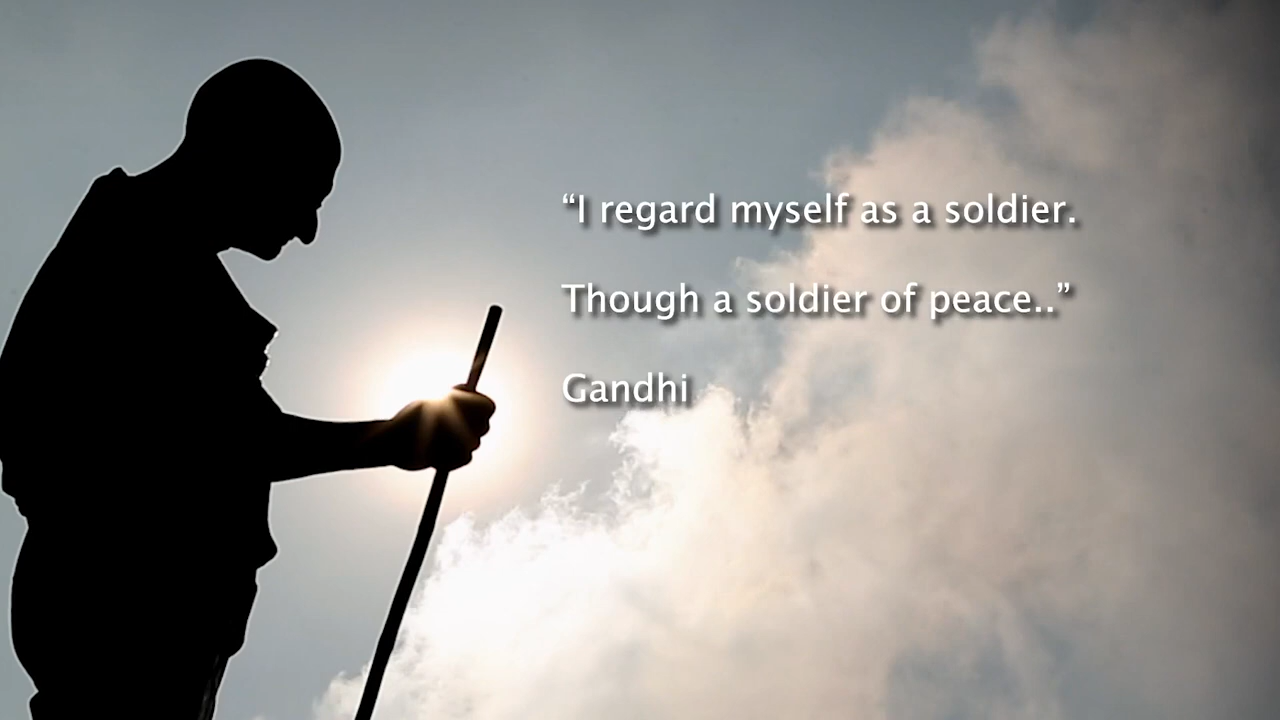 “I regard myself as a soldier.
Though a soldier of peace..”
Gandhi